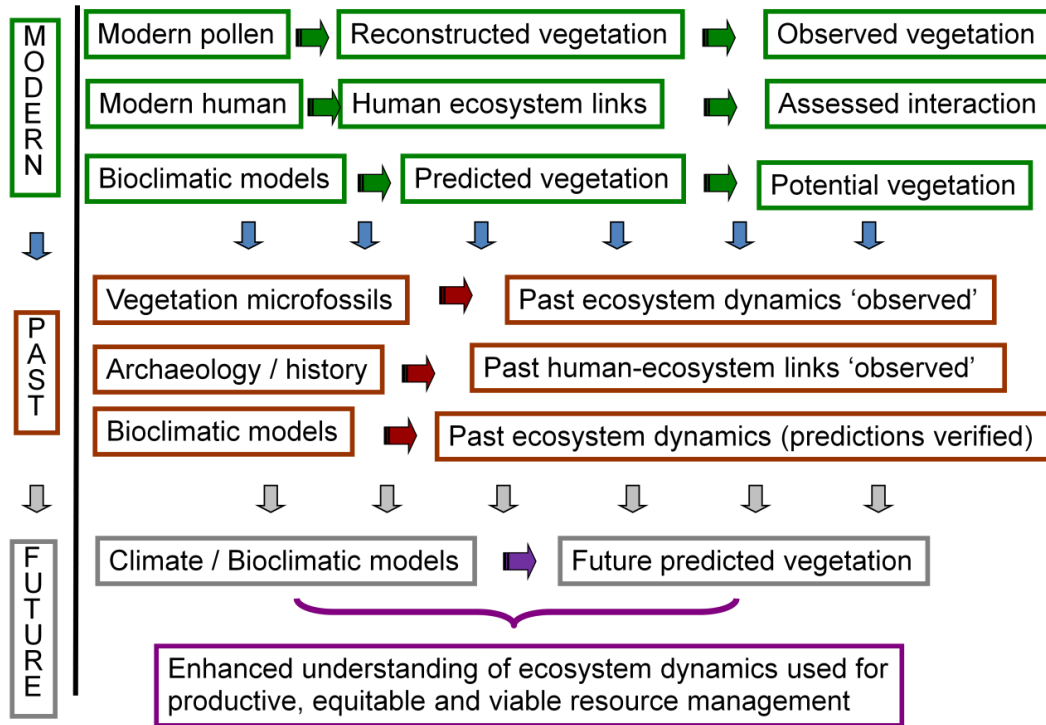 MODERN
Modern pollen
Reconstructed vegetation
Observed vegetation
Modern human
Human ecosystem links
Assessed interaction
Bioclimatic models
Predicted vegetation
Potential vegetation
PAST
Vegetation microfossils
Past ecosystem dynamics ‘observed’
Archaeology / history
Past human-ecosystem links ‘observed’
Bioclimatic models
Past ecosystem dynamics (predictions verified)
FUTURE
Climate / Bioclimatic models
Future predicted vegetation
Enhanced understanding of ecosystem dynamics used for
productive, equitable and viable resource management